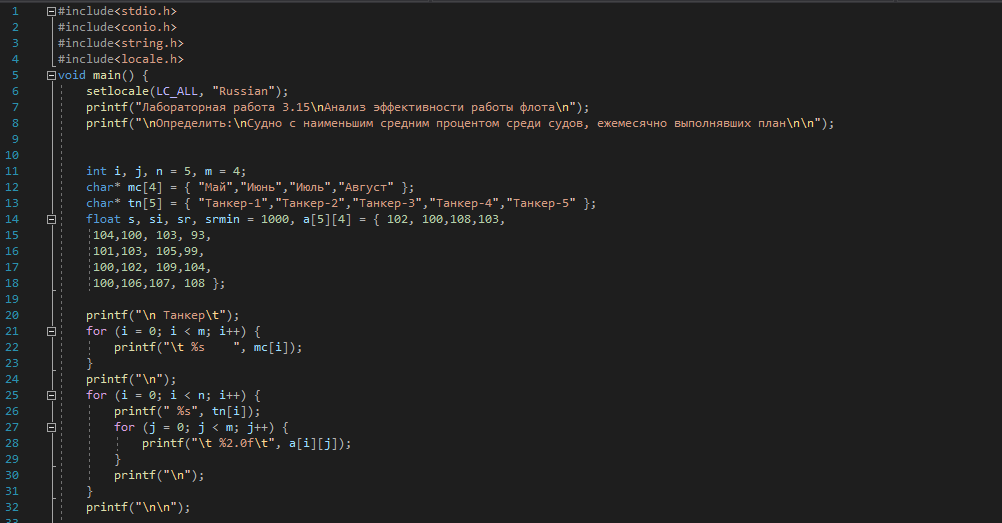 1 #include<stdio.h>
2 #include<conio.h>
3 #include<string.h>
4 #include<locale.h>
5 void main() {
6 setlocale(LC_ALL, "Russian");
7 printf("Лабораторная работа 3.15\nАнализ эффективности работы флота\n");
8 printf("\nОпределить:\nСудно с наименьшим средним процентом среди судов, ежемесячно выполнявших план\n\n");
9
10
11 int i, j, n = 5, m = 4;
12 char* mc[4] = { "Май","Июнь","Июль","Август" };
13 char* tn[5] = { "Танкер-1","Танкер-2","Танкер-3","Танкер-4","Танкер-5" };
14 float s, si, sr, srmin = 1000, a[5][4] = { 102, 100,108,103,
15 104,100, 103, 93,
16 101,103, 105,99,
17 100,102, 109,104,
18 100,106,107, 108 };
19
20 printf("\n Танкер\t");
21 for (i = 0; i < m; i++) {
22 printf("\t %s    ", mc[i]);
23 }
24 printf("\n");
25 for (i = 0; i < n; i++) {
26 printf(" %s", tn[i]);
27 for (j = 0; j < m; j++) {
28 printf("\t %2.0f\t", a[i][j]);
29 }
30 printf("\n");
31 }
32 printf("\n\n");